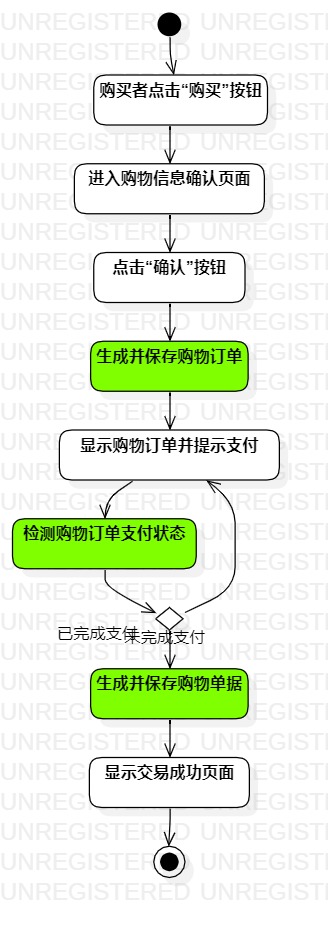 购买者点击“购买”按钮
进入购物信息确认页面
点击“确认”按钮
生成并保存购物订单
显示购物订单并提示支付
检测购物订单支付状态
已完成支付
未完成支付
生成并保存购物单据
显示交易成功页面
UNREGISTERED